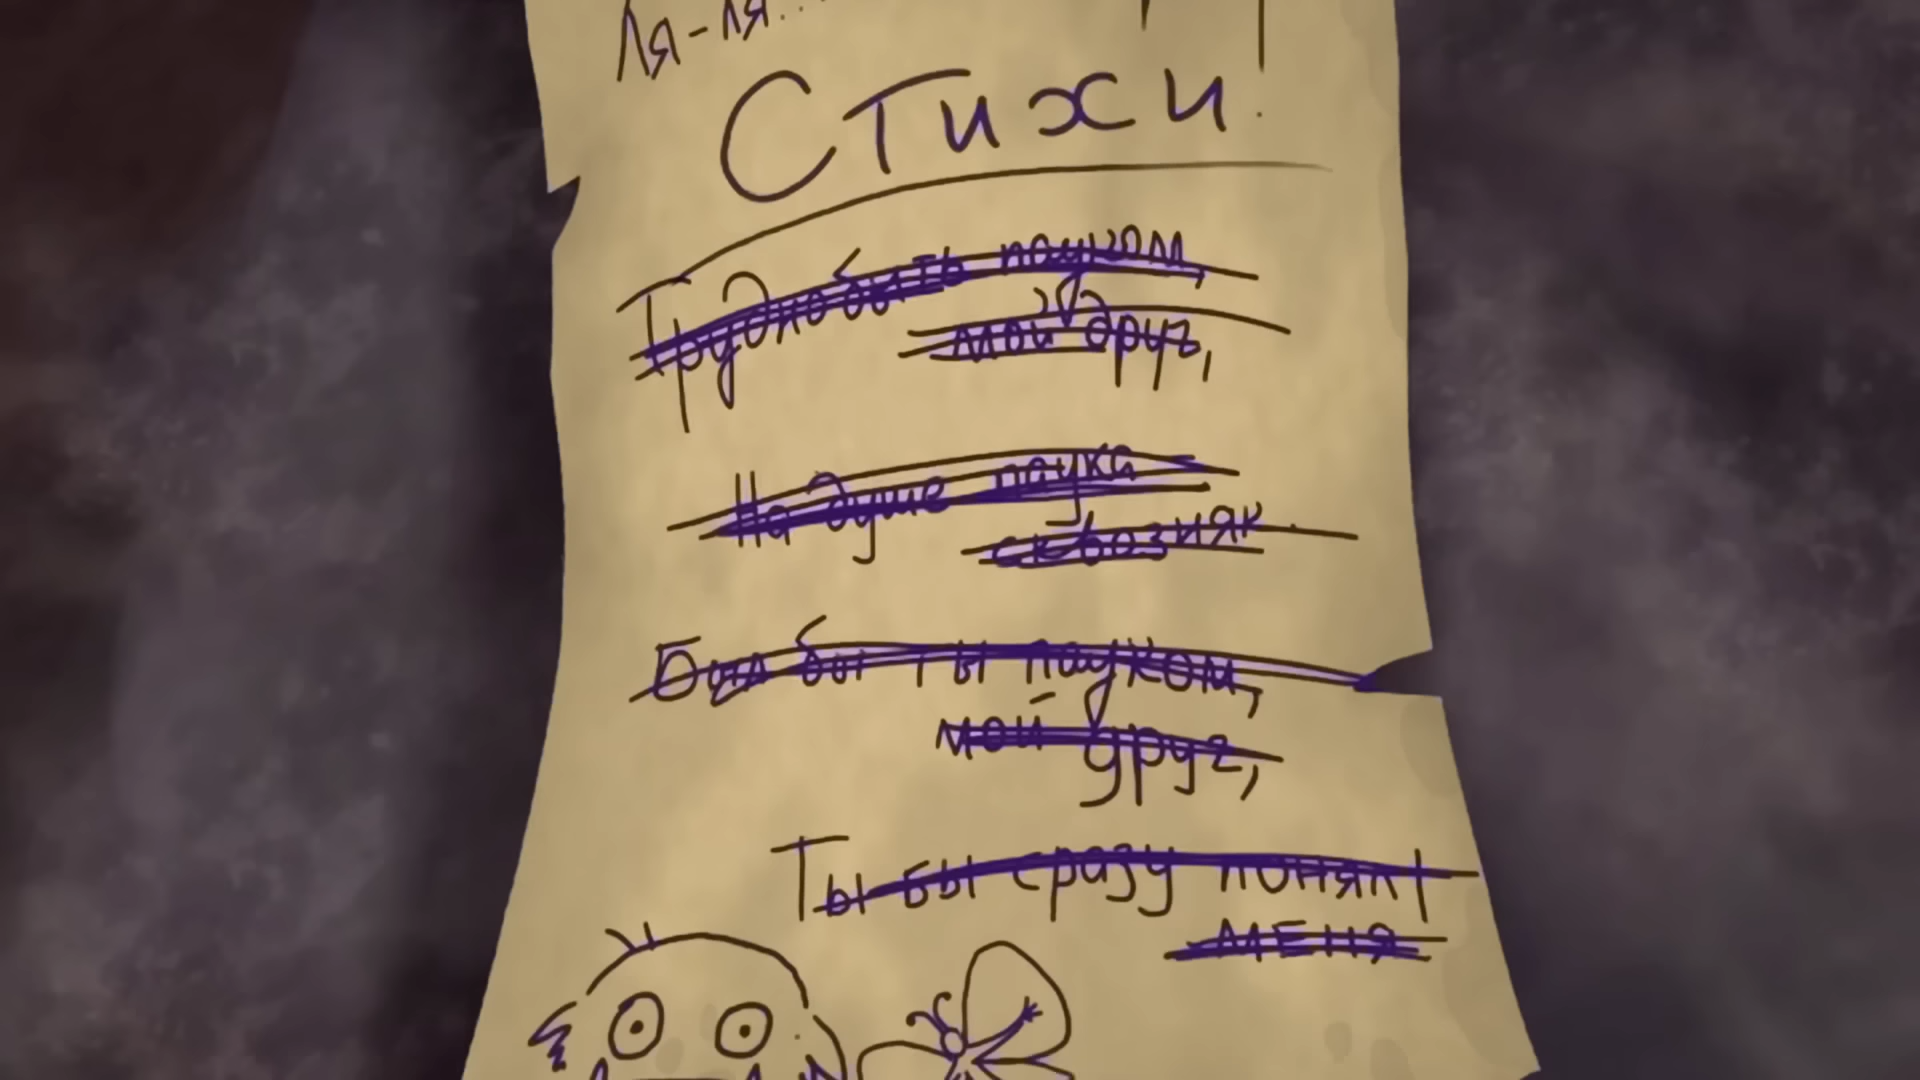 Ля-ля...
Стихи
Трудно быть пауком,
мой друг,
На душе паука
сквозняк.
Был бы ты пауком,
мой друг,
Ты бы сразу понял
МЕНЯ